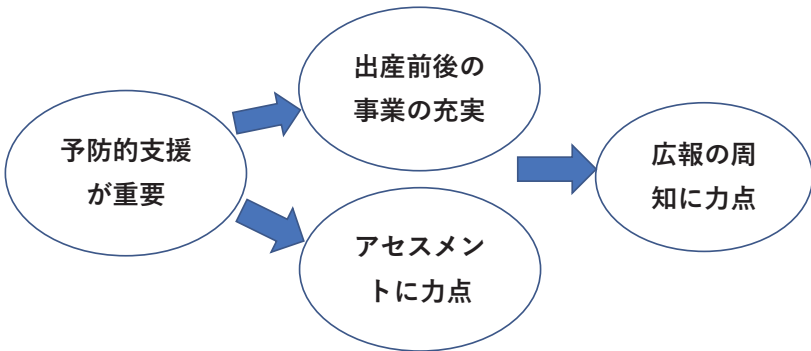 予防的支援
が重要
出産前後の
事業の充実
アセスメン
トに力点
広報の周
知に力点